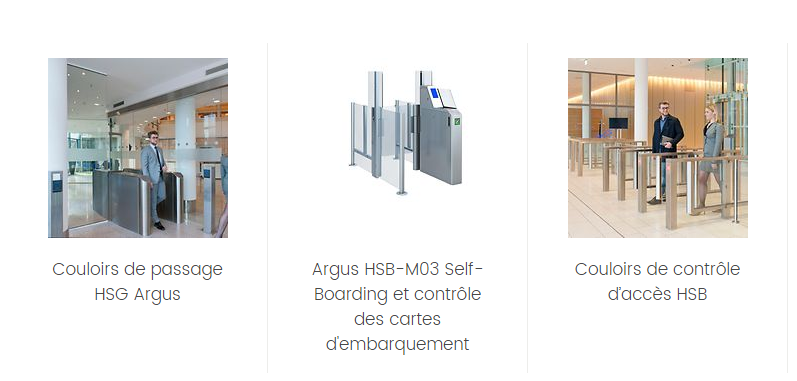 Couloirs de passage
HSG Argus
Argus HSB-M03 Self-
Boarding et contrôle
des cartes
d'embarquement
Couloirs de contrôle
d’accès HSB